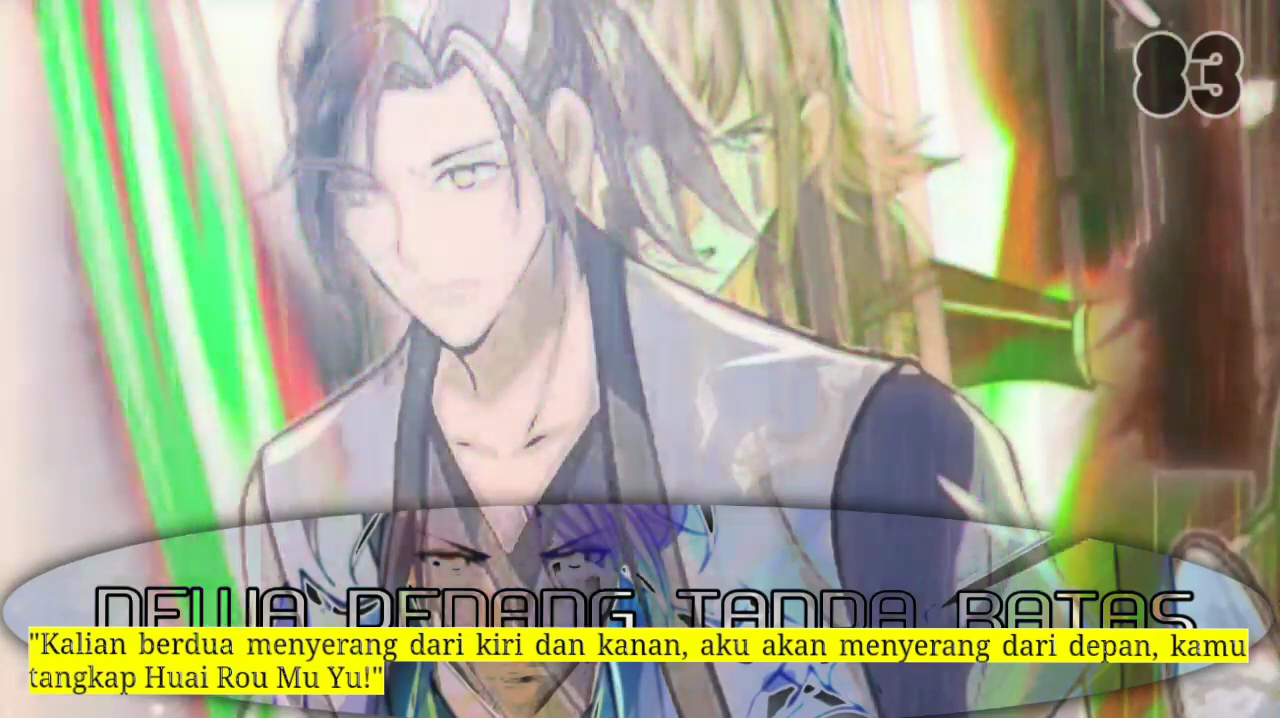 83
DEWA PEDANG TANPA BATAS
"Kalian berdua menyerang dari kiri dan kanan, aku akan menyerang dari depan, kamu
tangkap Huai Rou Mu Yu!"